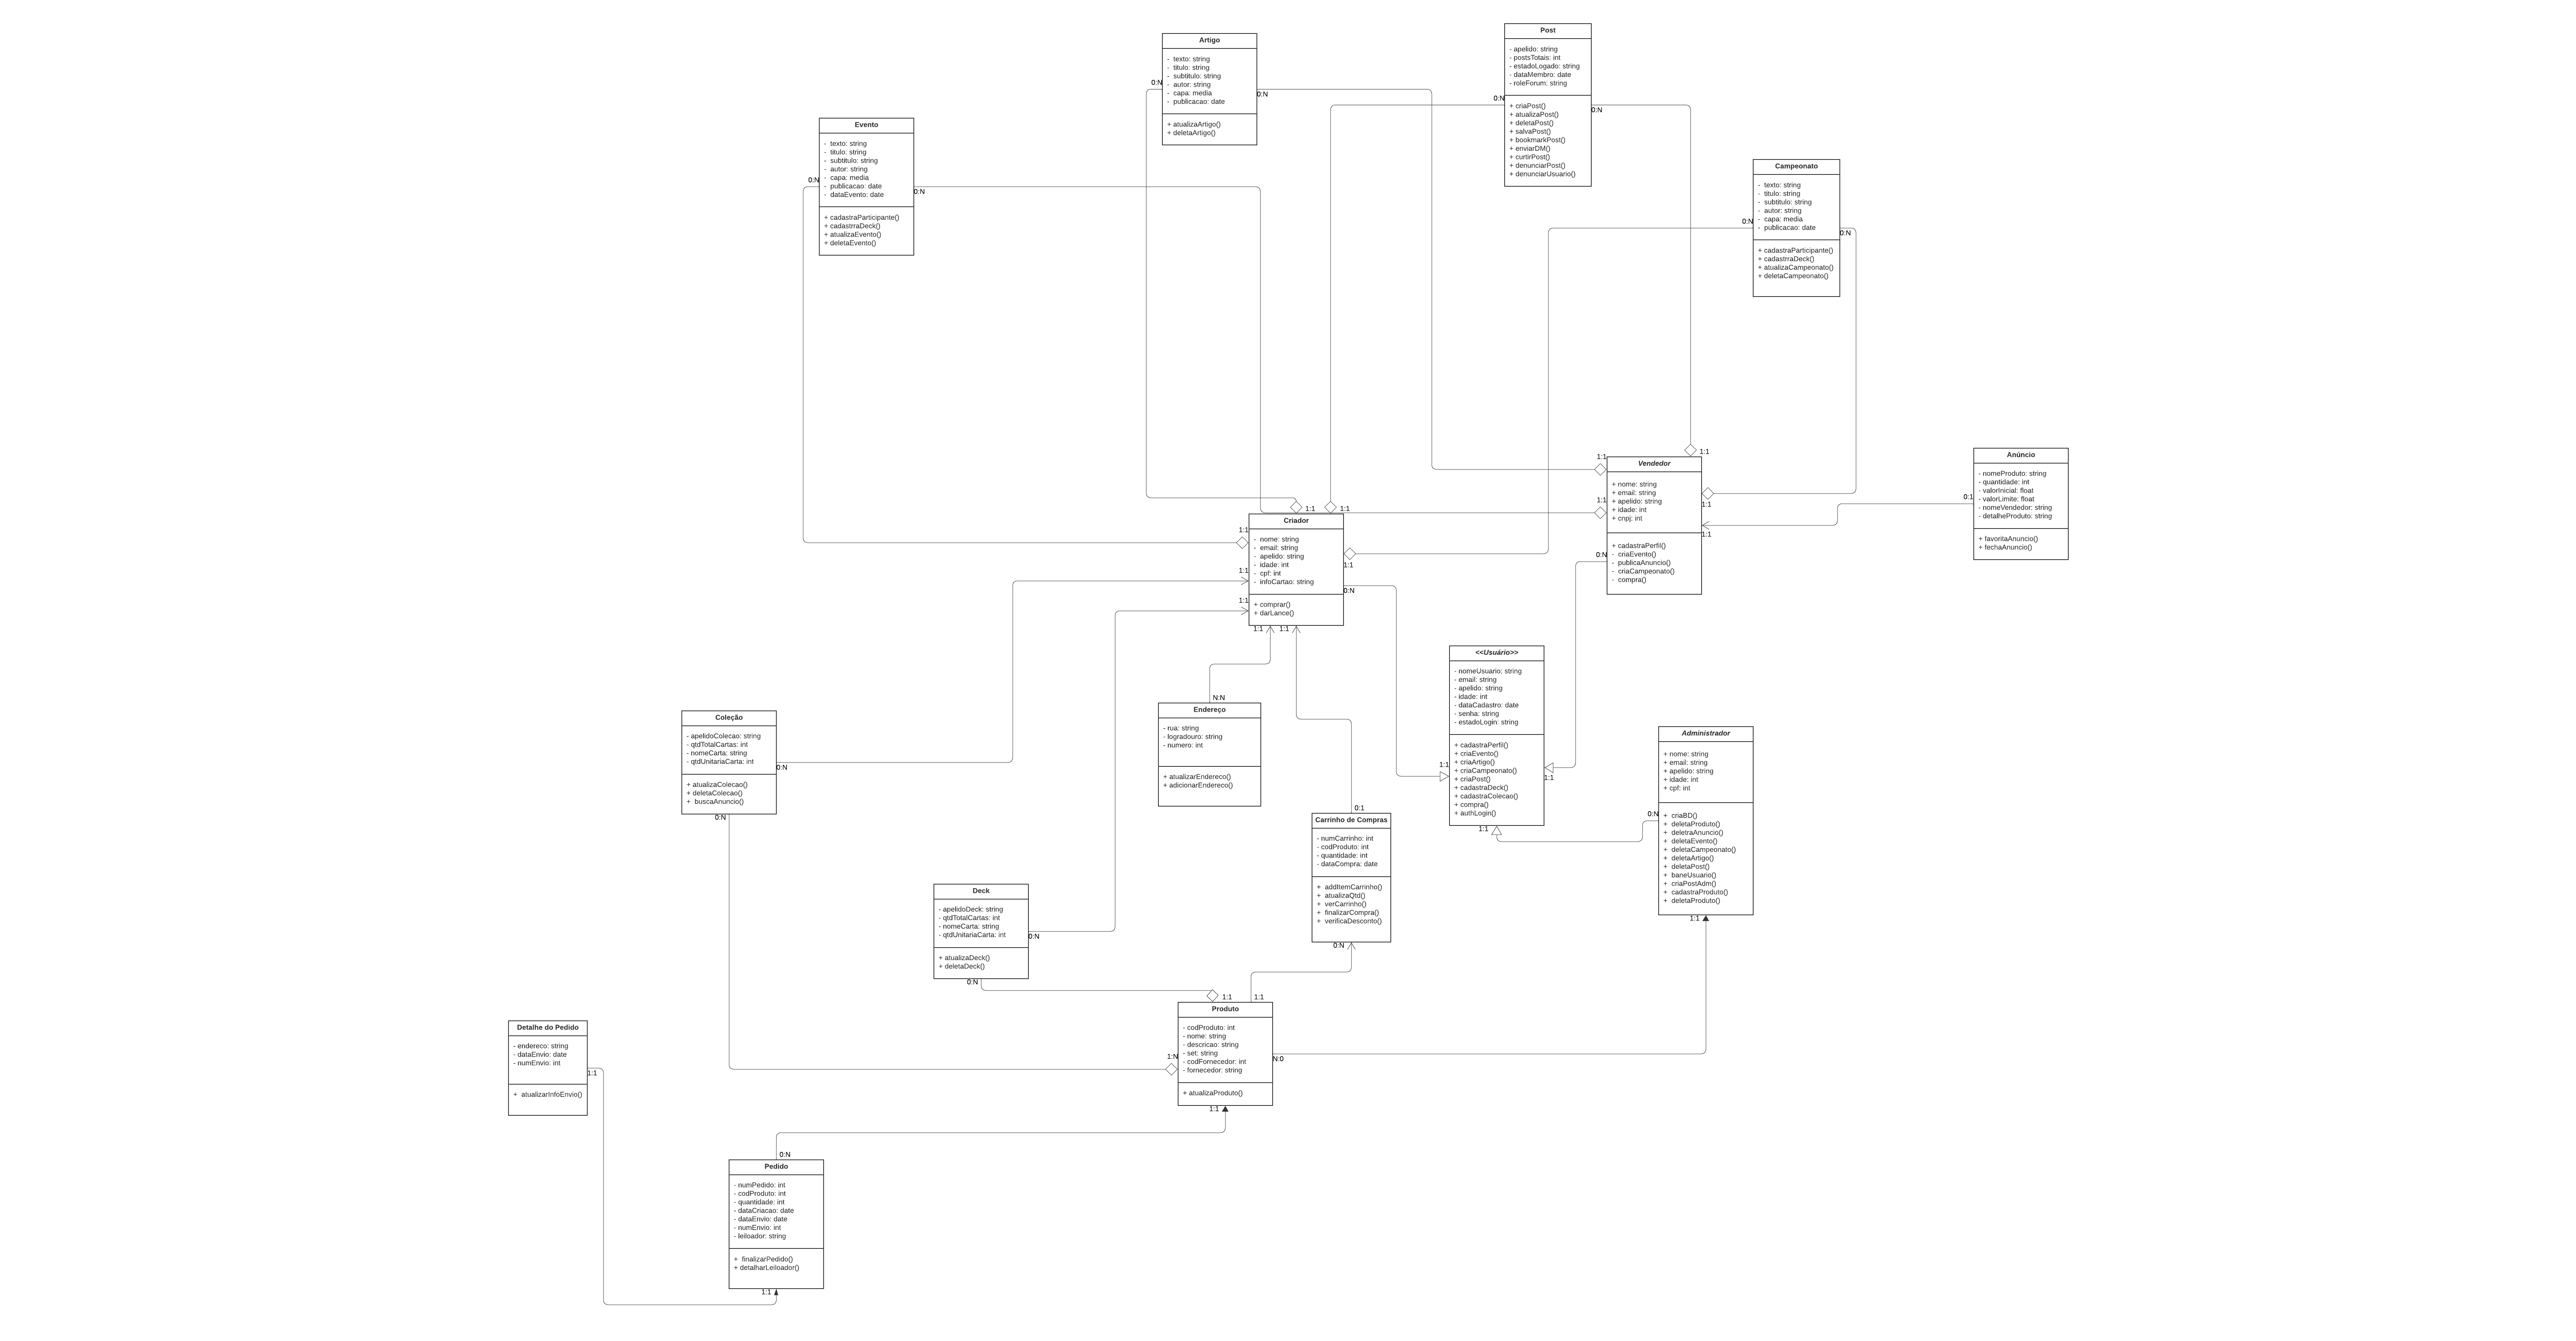 Post
- apelido: string
- postsTotais: int
- estadoLogado: string
- dataMembro: date
- roleForum: string
+ criaPost()
+ atualizaPost()
+ deletaPost()
+ salvaPost()
+ bookmarkPost()
+ enviarDM()
+ curtirPost()
+ denunciarPost()
+ denunciarUsuario()
0:N
0:N
Artigo
- texto: string
- titulo: string
- subtitulo: string
- autor: string
- capa: media
- publicacao: date
+ atualizaArtigo()
+ deletaArtigo()
0:N
0:N
Evento
- texto: string
- titulo: string
- subtitulo: string
- autor: string
- capa: media
- publicacao: date
- dataEvento: date
+ cadastraParticipante()
+ cadastrraDeck()
+ atualizaEvento()
+ deletaEvento()
0:N
0:N
Campeonato
- texto: string
- titulo: string
- subtitulo: string
- autor: string
- capa: media
- publicacao: date
+ cadastraParticipante()
+ cadastrraDeck()
+ atualizaCampeonato()
+ deletaCampeonato()
0:N
0:N
Anúncio
- nomeProduto: string
- quantidade: int
- valorInicial: float
- valorLimite: float
- nomeVendedor: string
- detalheProduto: string
+ favoritaAnuncio()
+ fechaAnuncio()
0:1
Vendedor
+ nome: string
+ email: string
+ apelido: string
+ idade: int
+ cnpj: int
+ cadastraPerfil()
- criaEvento()
- publicaAnuncio()
- criaCampeonato()
- compra()
1:1
1:1
1:1
1:1
1:1
0:N
Criador
- nome: string
- email: string
- apelido: string
- idade: int
- cpf: int
- infoCartao: string
+ comprar()
+ darLance()
1:1
1:1
1:1
1:1
1:1
1:1
0:N
1:1
1:1
<<Usuário>>
- nomeUsuario: string
- email: string
- apelido: string
- idade: int
- dataCadastro: date
- senha: string
- estadoLogin: string
+ cadastraPerfil()
+ criaEvento()
+ criaArtigo()
+ criaCampeonato()
+ criaPost()
+ cadastraDeck()
+ cadastraColecao()
+ compra()
+ authLogin()
1:1
1:1
1:1
Endereço
- rua: string
- logradouro: string
- numero: int
+ atualizarEndereco()
+ adicionarEndereco()
N:N
Coleção
- apelidoColecao: string
- qtdTotalCartas: int
- nomeCarta: string
- qtdUnitariaCarta: int
+ atualizaColecao()
+ deletaColecao()
+ buscaAnuncio()
0:N
0:N
Administrador
+ nome: string
+ email: string
+ apelido: string
+ idade: int
+ cpf: int
+ criaBD()
+ deletaProduto()
+ deletraAnuncio()
+ deletaEvento()
+ deletaCampeonato()
+ deletaArtigo()
+ deletaPost()
+ baneUsuario()
+ criaPostAdm()
+ cadastraProduto()
+ deletaProduto()
0:N
1:1
Carrinho de Compras
- numCarrinho: int
- codProduto: int
- quantidade: int
- dataCompra: date
+ addItemCarrinho()
+ atualizaQtd()
+ verCarrinho()
+ finalizarCompra()
+ verificaDesconto()
0:1
0:N
Deck
- apelidoDeck: string
- qtdTotalCartas: int
- nomeCarta: string
- qtdUnitariaCarta: int
+ atualizaDeck()
+ deletaDeck()
0:N
0:N
Produto
- codProduto: int
- nome: string
- descricao: string
- set: string
- codFornecedor: int
- fornecedor: string
+ atualizaProduto()
1:1
1:1
1:N
N:0
1:1
Detalhe do Pedido
- endereco: string
- dataEnvio: date
- numEnvio: int
+ atualizarInfoEnvio()
1:1
Pedido
- numPedido: int
- codProduto: int
- quantidade: int
- dataCriacao: date
- dataEnvio: date
- numEnvio: int
- leiloador: string
+ finalizarPedido()
+ detalharLeiloador()
0:N
1:1